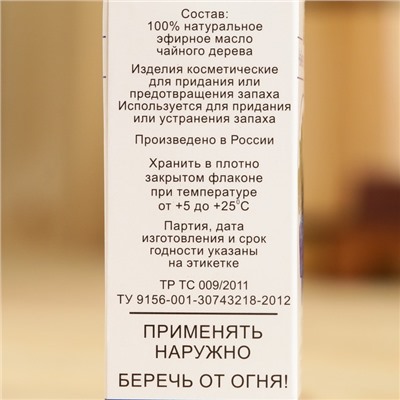 Состав:
100% натуральное
эфирное масло
чайного дерева
Изделия косметические
для придания или
предотвращения запаха
Используется для придания
или устранения запаха
Произведено в России
Хранить в плотно
закрытом флаконе
при температуре
от +5 до +25°С
Партия, дата
изготовления и срок
годности указаны
на этикетке
ТР ТС 009/2011
ТУ 9156-001-30743218-2012
ПРИМЕНЯТЬ
НАРУЖНО
БЕРЕЧЬ ОТ ОГНЯ!